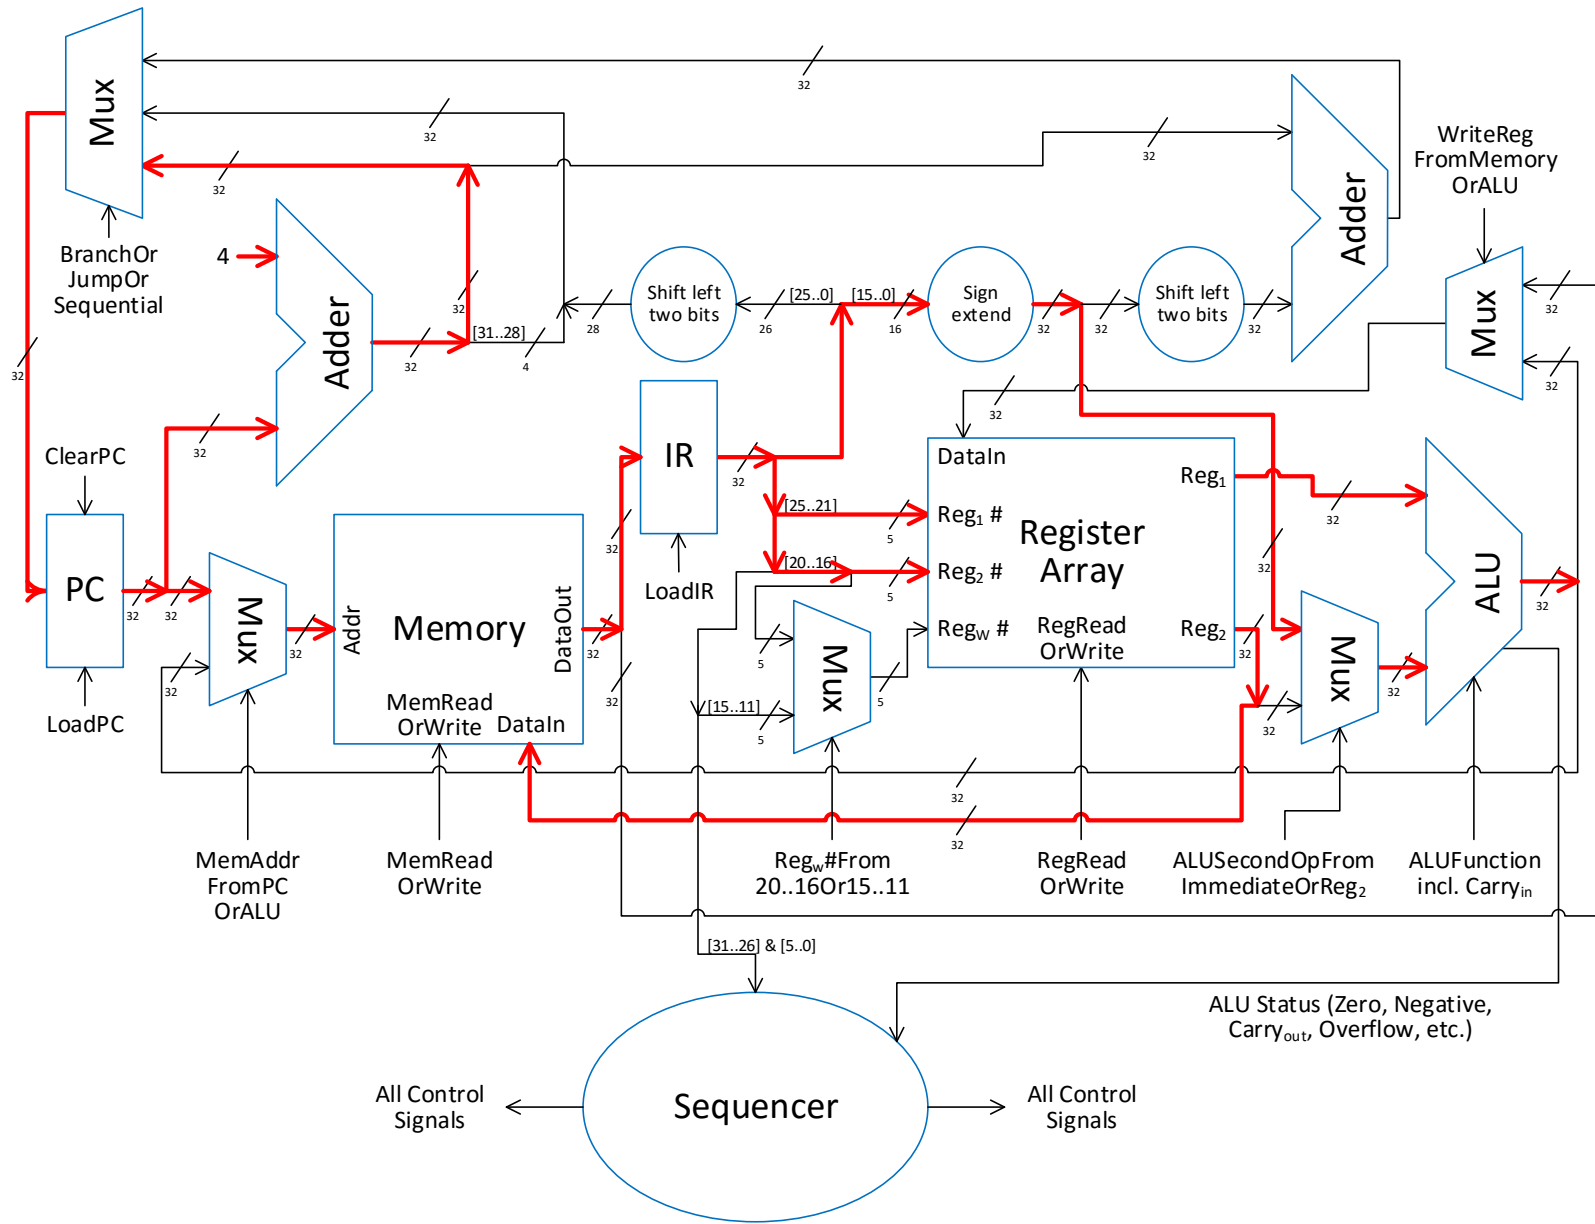 32
Mux
32
32
32
BranchOr
JumpOr
Sequential
4
Adder
32
32
[31..28]
4
28
Shift left
two bits
[25..0]
26
[15..0]
16
Sign
extend
32
32
Shift left
two bits
32
Adder
WriteReg
FromMemory
OrALU
Mux
32
32
32
32
ClearPC
PC
LoadPC
32
32
32
32
Mux
32
Addr
Memory
MemRead
OrWrite
DataIn
DataOut
32
32
32
IR
32
LoadIR
[25..21]
5
[20..16]
5
5
[15..11]
5
Mux
5
DataIn
Reg1 #
Reg2 #
RegW #
Register
Array
RegRead
OrWrite
Reg1
Reg2
32
32
32
32
Mux
32
ALU
32
32
32
MemAddr
FromPC
OrALU
MemRead
OrWrite
Regw#From
20..16Or15..11
RegRead
OrWrite
ALUSecondOpFrom
ImmediateOrReg2
ALUFunction
incl. Carryin
[31..26] & [5..0]
ALU Status (Zero, Negative,
Carryout, Overflow, etc.)
All Control
Signals
Sequencer
All Control
Signals